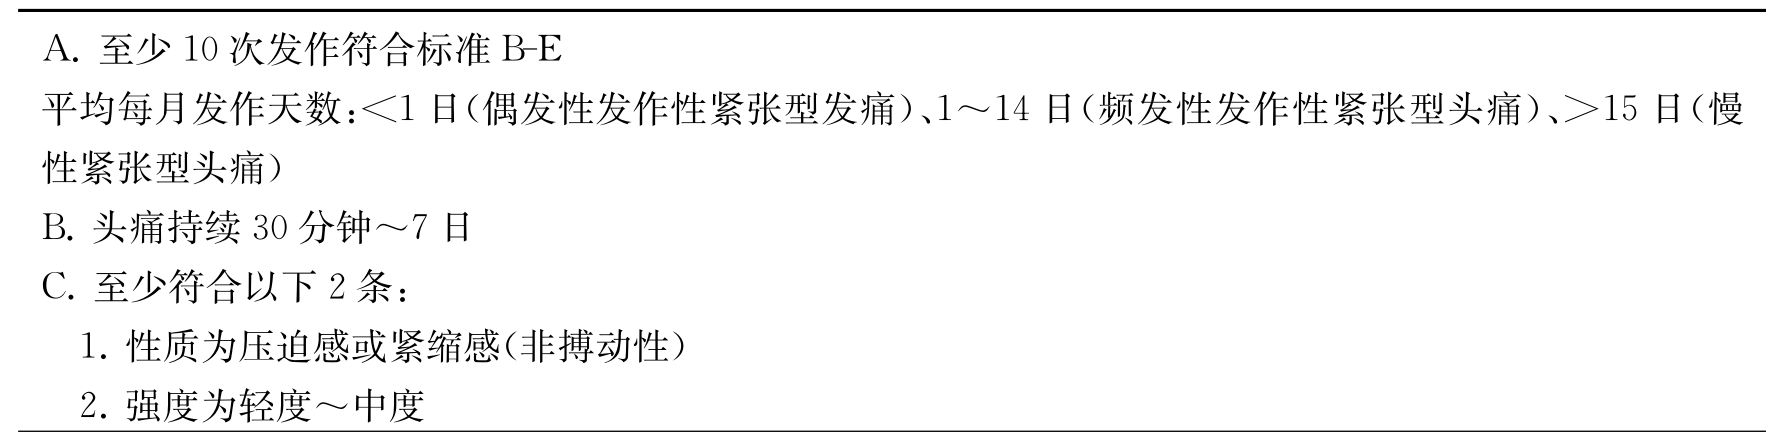 A. 至少 10 次发作符合标准 B-E
平均每月发作天数:<1 日(偶发性发作性紧张型发痛)、1～14 日(频发性发作性紧张型头痛)、>15 日(慢
性紧张型头痛)
B. 头痛持续 30 分钟～7 日
C. 至少符合以下 2 条:
1. 性质为压迫感或紧缩感(非搏动性)
2. 强度为轻度～中度